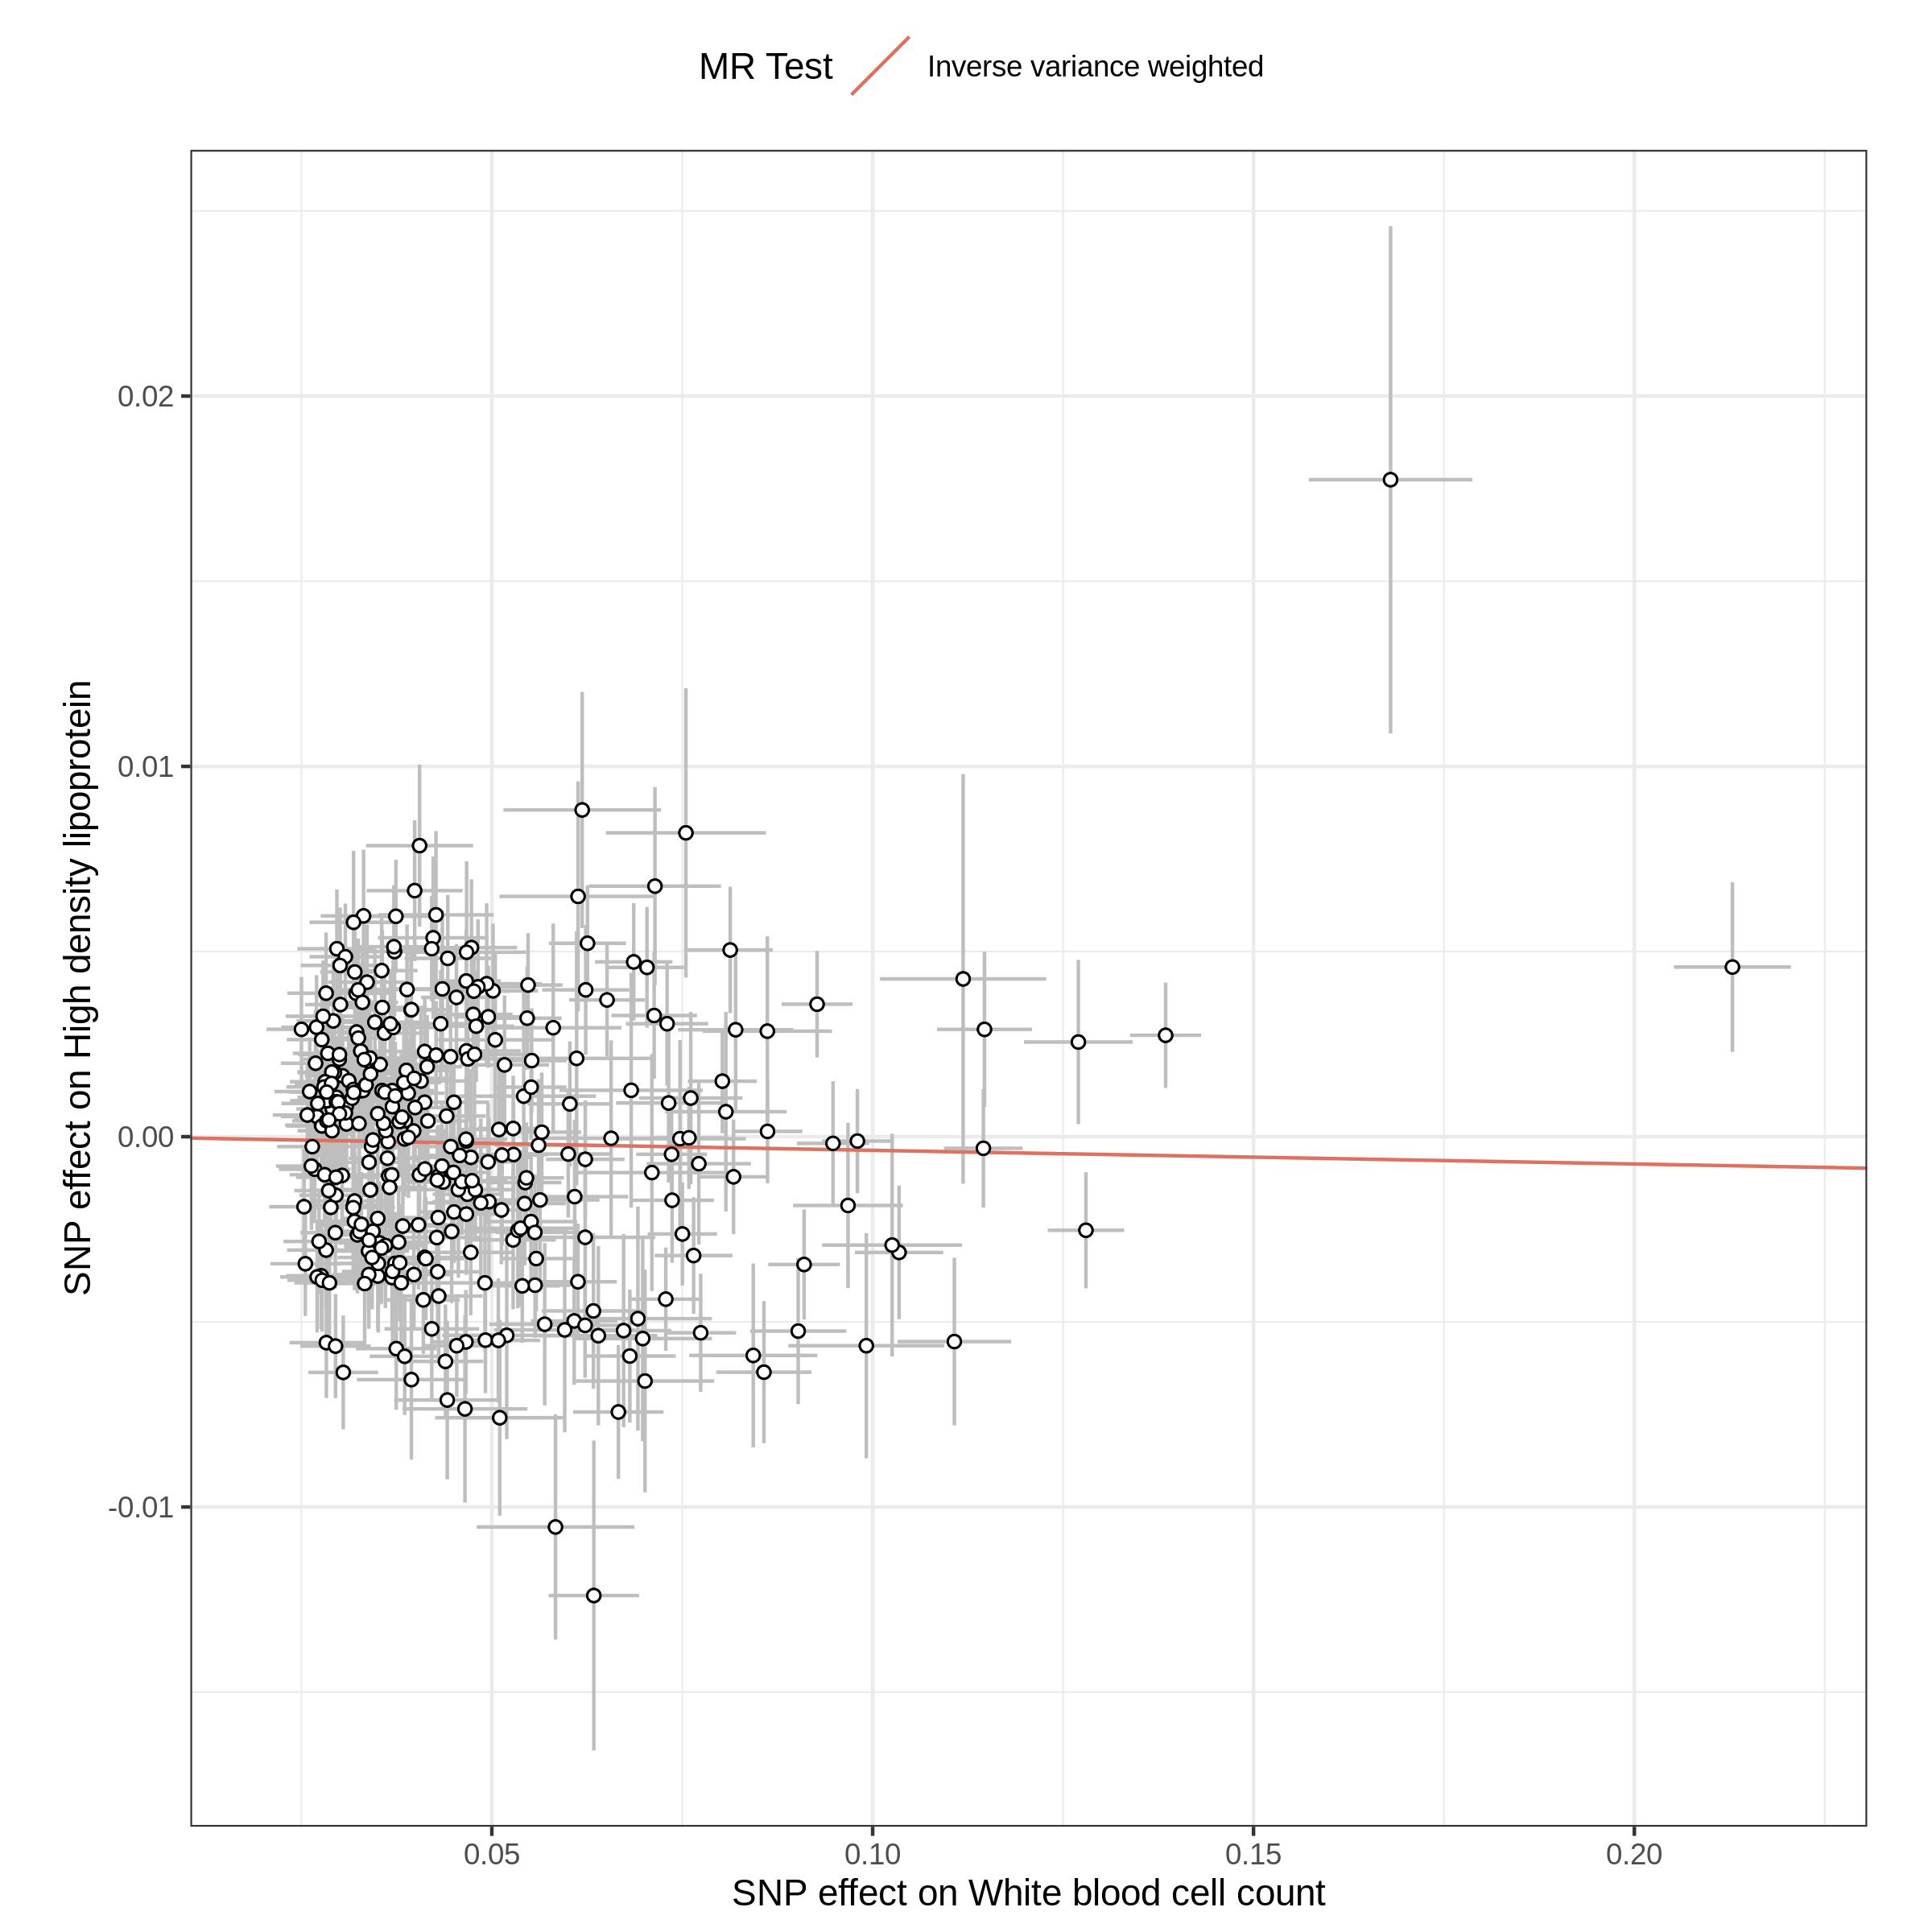 MR Test
Inverse variance weighted
0.02
0.01
0.00
-0.01
SNP effect on High density lipoprotein
0.05
0.10
0.15
0.20
SNP effect on White blood cell count